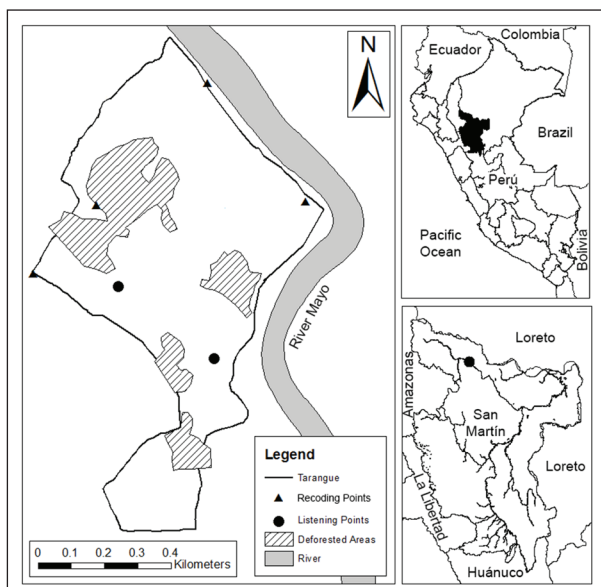 N
River Mayo
Legend
Tarangue
Recoding Points
Listening Points
Deforested Areas
River
0 0.1 0.2 0.3 0.4
Kilometers
Colombia
Ecuador
Brazil
Perú
Pacific
Ocean
Bolivia
Loreto
Amazonas
San
Martín
Loreto
La Libertad
Huánuco